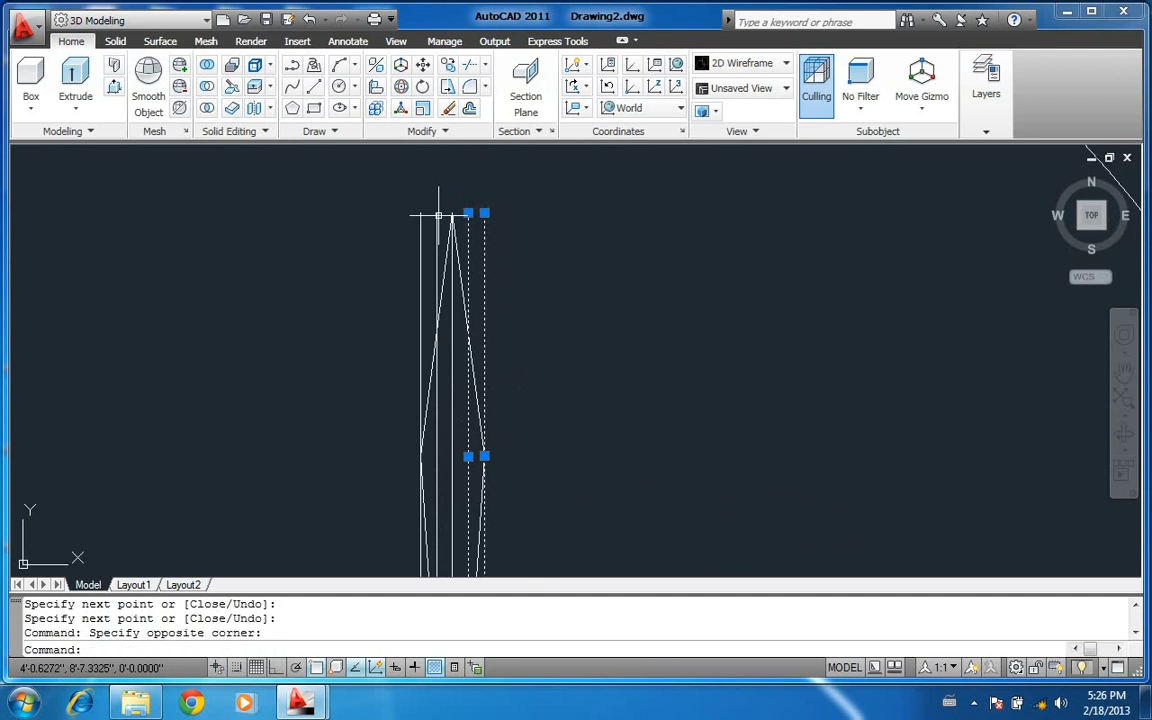 AutoCAD 2011 Drawing2.dwg
3D Modeling
Type a keyword or phrase
Home Solid Surface Mesh Render Insert Annotate View Manage Output Express Tools
Box
Extrude
Smooth
Object
Section
Plane
2D Wireframe
Unsaved View
World
Culling
No Filter
Move Gizmo
Layers
Modeling Mesh Solid Editing Draw Modify Section Coordinates View Subobject
N
W TOP E
S
WCS
Y
X
Model Layout1 Layout2
Specify next point or [Close/Undo]:
Specify next point or [Close/Undo]:
Command: Specify opposite corner:
Command:
4'-0.6272", 8'-7.3325", 0'-0.0000"
MODEL
1:1
5:26 PM
2/18/2013